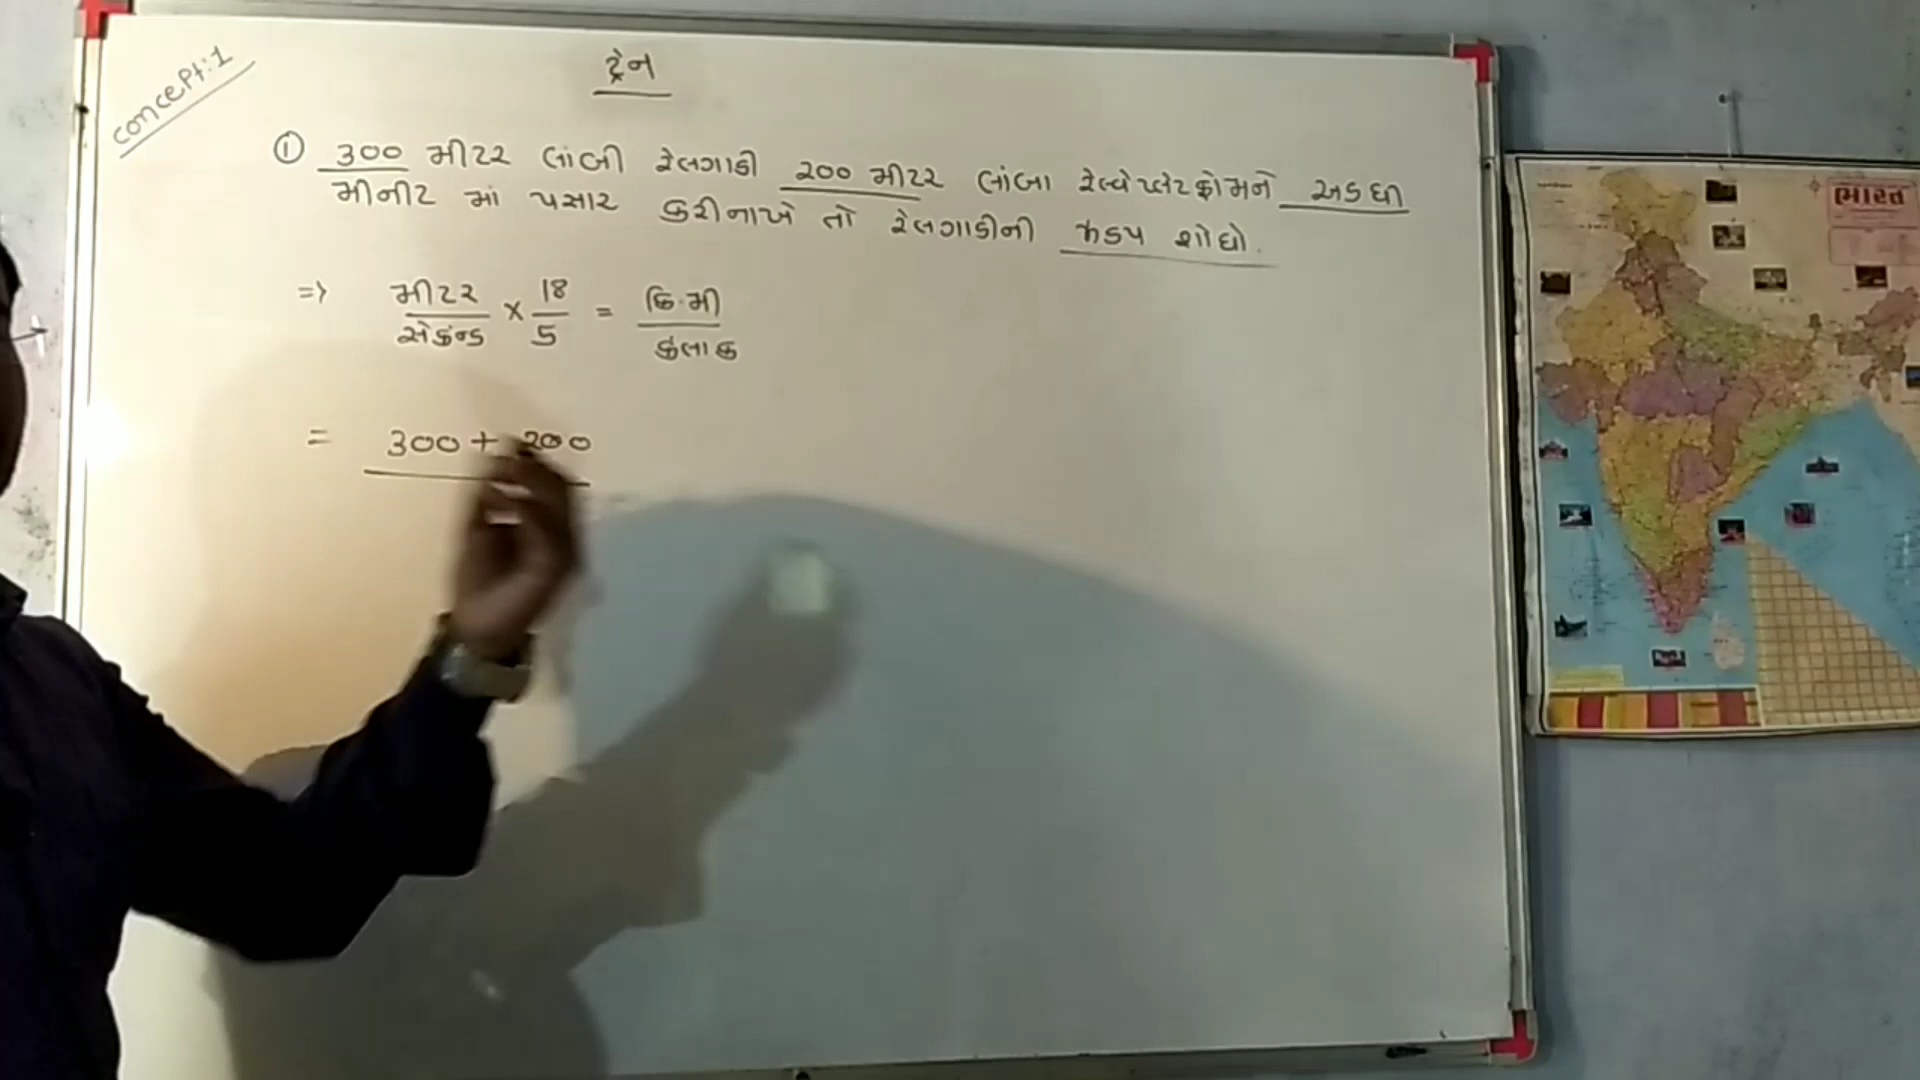 concept:1
ટ્રેન
① 300 મીટર લાંબી રેલગાડી 200 મીટર લાંબા રેલ્વેપ્લેટફોમને અડધી
મીનીટ માં પસાર કરીનાખે તો રેલગાડીની ઝડપ શોધો.
=> મીટર/સેકન્ડ × 18/5 = કિ.મી/કલાક
= 300 + 200
ભારત